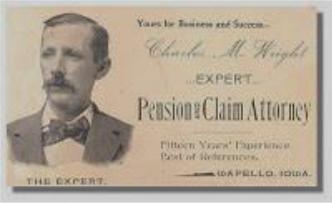 Yours for Business and Success..
Charles M. Wright
...EXPERT...
Pension and Claim Attorney
Fifteen Years' Experience.
Best of References.
WAPELLO, IOWA.
THE EXPERT.